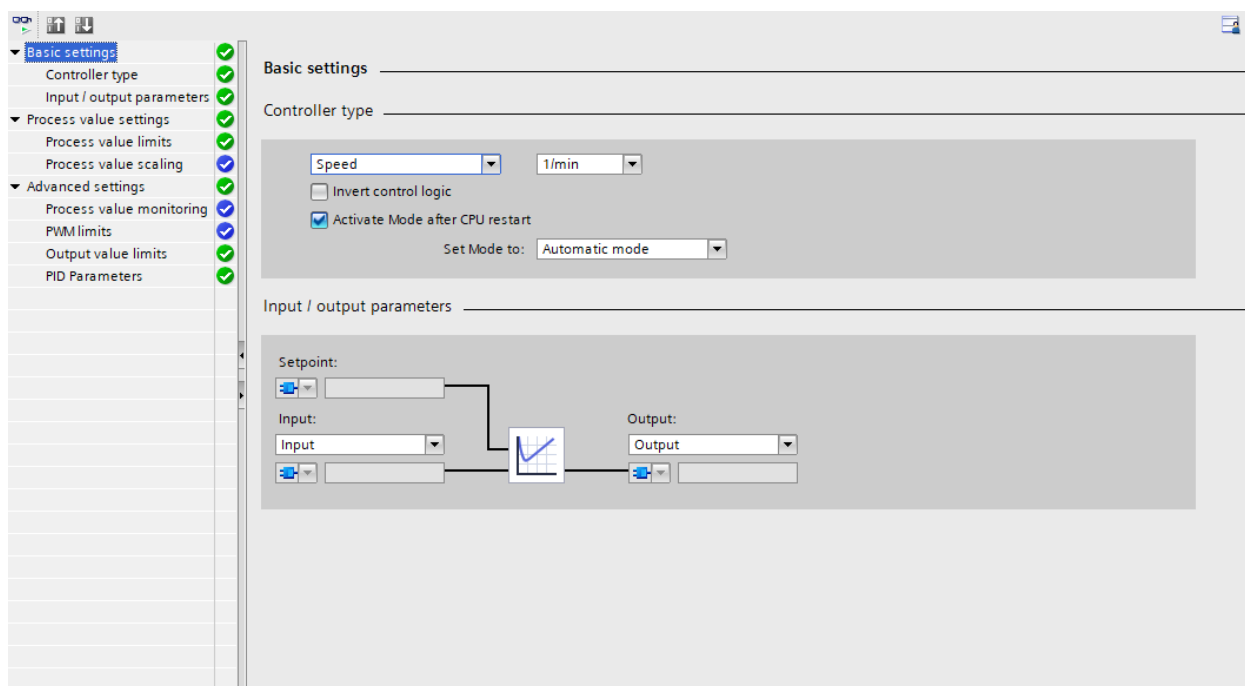 Basic settings
Controller type
Input / output parameters
Process value settings
Process value limits
Process value scaling
Advanced settings
Process value monitoring
PWM limits
Output value limits
PID Parameters
Basic settings
Controller type
Speed 1/min
Invert control logic
Activate Mode after CPU restart
Set Mode to: Automatic mode
Input / output parameters
Setpoint:
Input: Output:
Input Output